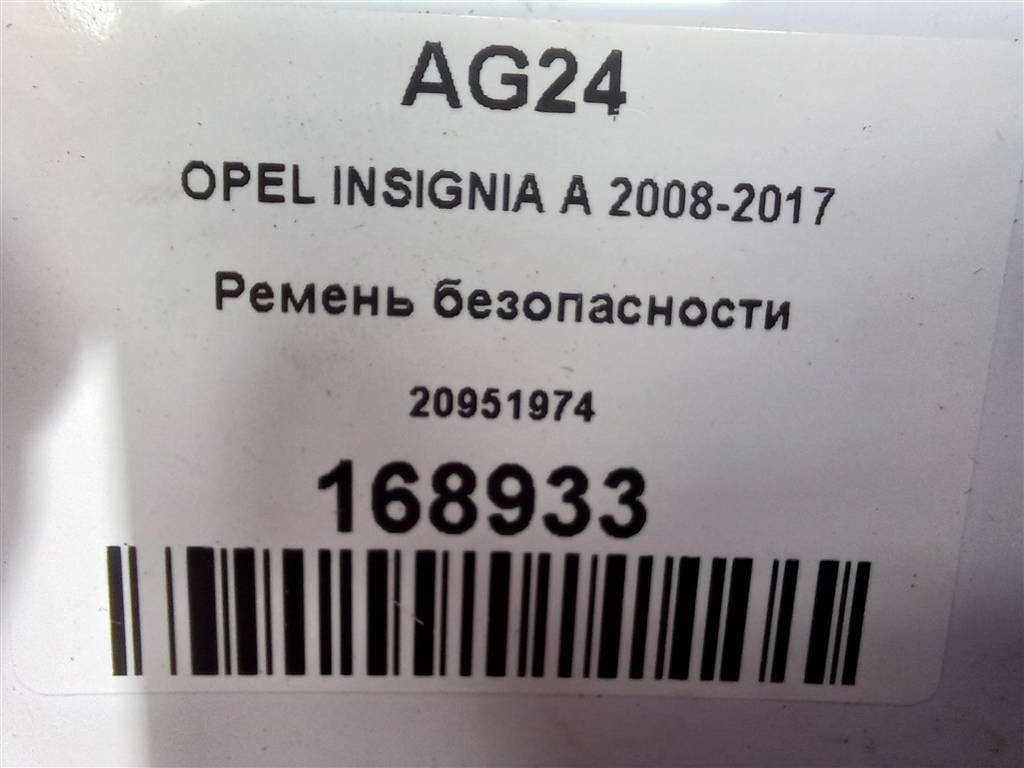 AG24
OPEL INSIGNIA A 2008-2017
Ремень безопасности
20951974
168933